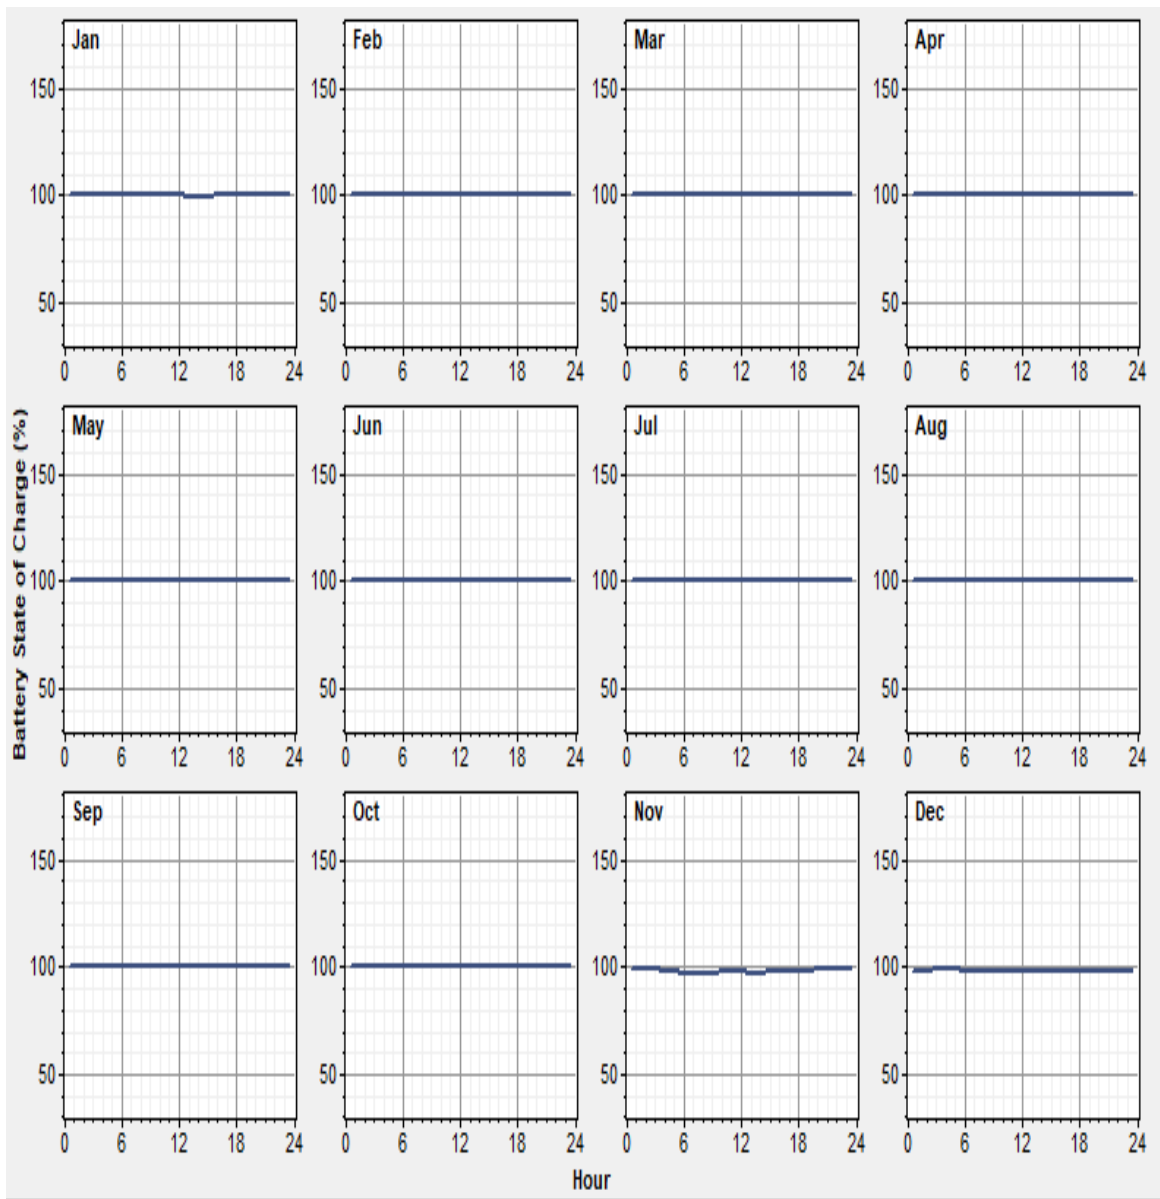 Battery State of Charge (%)
Jan Feb Mar Apr
150 150 150 150
100 100 100 100
50 50 50 50
0 6 12 18 24 0 6 12 18 24 0 6 12 18 24 0 6 12 18 24
May Jun Jul Aug
150 150 150 150
100 100 100 100
50 50 50 50
0 6 12 18 24 0 6 12 18 24 0 6 12 18 24 0 6 12 18 24
Sep Oct Nov Dec
150 150 150 150
100 100 100 100
50 50 50 50
0 6 12 18 24 0 6 12 18 24 0 6 12 18 24 0 6 12 18 24
Hour